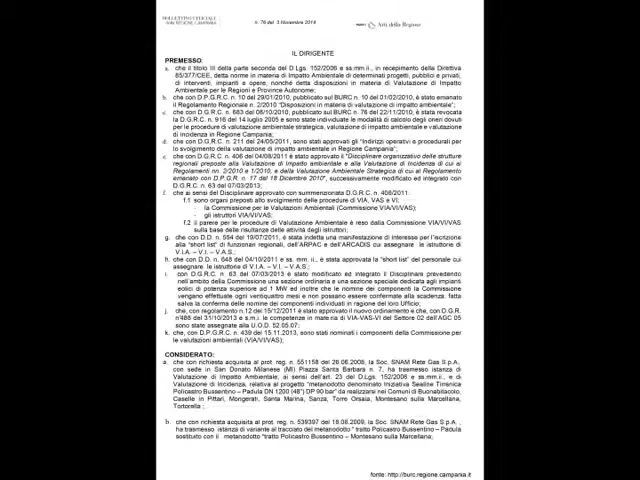 BOLLETTINO UFFICIALE
della REGIONE CAMPANIA
n. 76 del 3 Novembre 2014
Atti della Regione
IL DIRIGENTE
PREMESSO:
a. che il titolo III della parte seconda del D.Lgs. 152/2006 e ss.mm.ii., in recepimento della Direttiva
85/377/CEE, detta norme in materia di Impatto Ambientale di determinati progetti, pubblici e privati,
di interventi, impianti e opere, nonché detta disposizioni in materia di Valutazione di Impatto
Ambientale per le Regioni e Province Autonome;
b. che con D.P.G.R.C. n. 10 del 29/01/2010, pubblicato sul BURC n. 10 del 01/02/2010, è stato emanato
il Regolamento Regionale n. 2/2010 "Disposizioni in materia di valutazione di impatto ambientale";
c. che con D.G.R.C. n. 683 del 08/10/2010, pubblicato sul BURC n. 76 del 22/11/2010, è stata revocata
la D.G.R.C. n. 916 del 14 luglio 2005 e sono state individuate le modalità di calcolo degli oneri dovuti
per le procedure di valutazione ambientale strategica, valutazione di impatto ambientale e valutazione
di incidenza in Regione Campania;
d. che con D.G.R.C. n. 211 del 24/05/2011, sono stati approvati gli "Indirizzi operativi e procedurali per
lo svolgimento della valutazione di impatto ambientale in Regione Campania";
e. che con D.G.R.C. n. 406 del 04/08/2011 è stato approvato il "Disciplinare organizzativo delle strutture
regionali preposte alla Valutazione di Impatto ambientale e alla Valutazione di Incidenza di cui ai
Regolamenti nn. 2/2010 e 1/2010, e della Valutazione Ambientale Strategica di cui al Regolamento
emanato con D.P.G.R.C. n. 17 del 18 Dicembre 2010", successivamente modificato ed integrato con
D.G.R.C. n. 63 del 07/03/2013;
f. che ai sensi del Disciplinare approvato con summenzionata D.G.R.C. n. 406/2011:
f.1 sono organi preposti allo svolgimento delle procedure di VIA, VAS e VI:
- la Commissione per le Valutazioni Ambientali (Commissione VIA/VI/VAS);
- gli istruttori VIA/VI/VAS;
f.2 il parere per le procedure di Valutazione Ambientale è reso dalla Commissione VIA/VI/VAS
sulla base delle risultanze delle attività degli istruttori;
g. che con D.D. n. 554 del 19/07/2011, è stata indetta una manifestazione di interesse per l'iscrizione
alla "short list" di funzionari regionali, dell'ARPAC e dell'ARCADIS cui assegnare le istruttorie di
V.I.A. – V.I. – V.A.S.;
h. che con D.D. n. 648 del 04/10/2011 e ss. mm. ii., è stata approvata la "short list" del personale cui
assegnare le istruttorie di V.I.A. – V.I. – V.A.S.;
i. con D.G.R.C. n. 63 del 07/03/2013 è stato modificato ed integrato il Disciplinare prevedendo
nell'ambito della Commissione una sezione ordinaria e una sezione speciale dedicata agli impianti
eolici di potenza superiore ad 1 MW ed inoltre che le nomine dei componenti la Commissione
vengano effettuate ogni ventiquattro mesi e non possano essere confermate alla scadenza, fatta
salva la conferma delle nomine dei componenti individuati in ragione del loro Ufficio;
j. che, con regolamento n.12 del 15/12/2011 è stato approvato il nuovo ordinamento e che, con D.G.R.
n°488 del 31/10/2013 e s.m.i. le competenze in materia di VIA-VAS-VI del Settore 02 dell'AGC 05
sono state assegnate alla U.O.D. 52.05.07;
k. che, con D.P.G.R.C. n. 439 del 15.11.2013, sono stati nominati i componenti della Commissione per
le valutazioni ambientali (VIA/VI/VAS);
CONSIDERATO:
a. che con richiesta acquisita al prot. reg. n. 551158 del 26.06.2008, la Soc. SNAM Rete Gas S.p.A.,
con sede in San Donato Milanese (MI) Piazza Santa Barbara n. 7, ha trasmesso istanza di
Valutazione di Impatto Ambientale, ai sensi dell'art. 23 del D.Lgs. 152/2006 e ss.mm.ii., e di
Valutazione di Incidenza, relativa al progetto "metanodotto denominato Iniziativa Sealine Tirrenica
Policastro Bussentino – Padula DN 1200 (48") DP 90 bar" da realizzarsi nei Comuni di Buonabitacolo,
Caselle in Pittari, Morigerati, Santa Marina, Sanza, Torre Orsaia, Montesano sulla Marcellana,
Tortorella ;
b. che con richiesta acquisita al prot. reg. n. 539397 del 18.06.2009, la Soc. SNAM Rete Gas S.p.A. ,
ha trasmesso istanza di variante al tracciato del metanodotto " tratto Policastro Bussentino – Padula
sostituito con il metanodotto "tratto Policastro Bussentino – Montesano sulla Marcellana;
fonte: http://burc.regione.campania.it